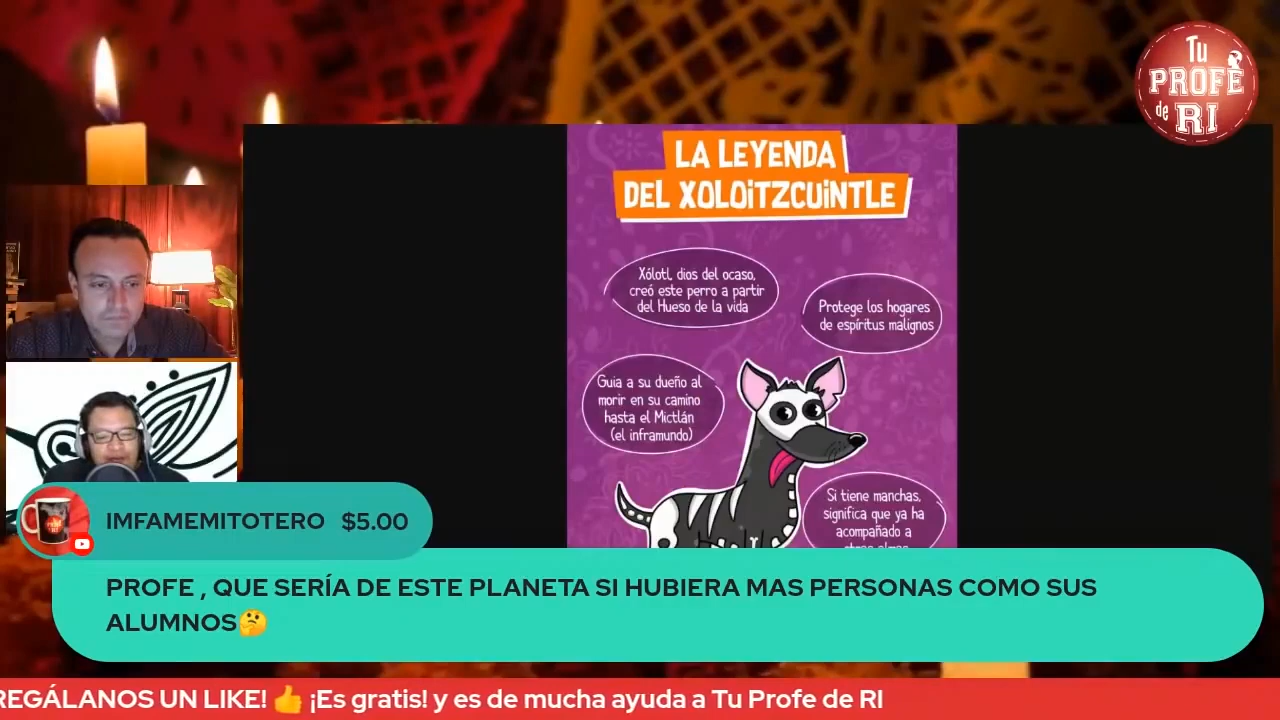 Tu
PROFE
de RI
LA LEYENDA
DEL XOLOiTZCUiNTLE
Xólotl, dios del ocaso,
creó este perro a partir
del Hueso de la vida
Protege los hogares
de espíritus malignos
Guia a su dueño al
morir en su camino
hasta el Mictlán
(el inframundo)
Si tiene manchas,
significa que ya ha
acompañado a
IMFAMEMITOTERO $5.00
PROFE , QUE SERÍA DE ESTE PLANETA SI HUBIERA MAS PERSONAS COMO SUS
ALUMNOS🤔
REGÁLANOS UN LIKE! 👍 ¡Es gratis! y es de mucha ayuda a Tu Profe de RI